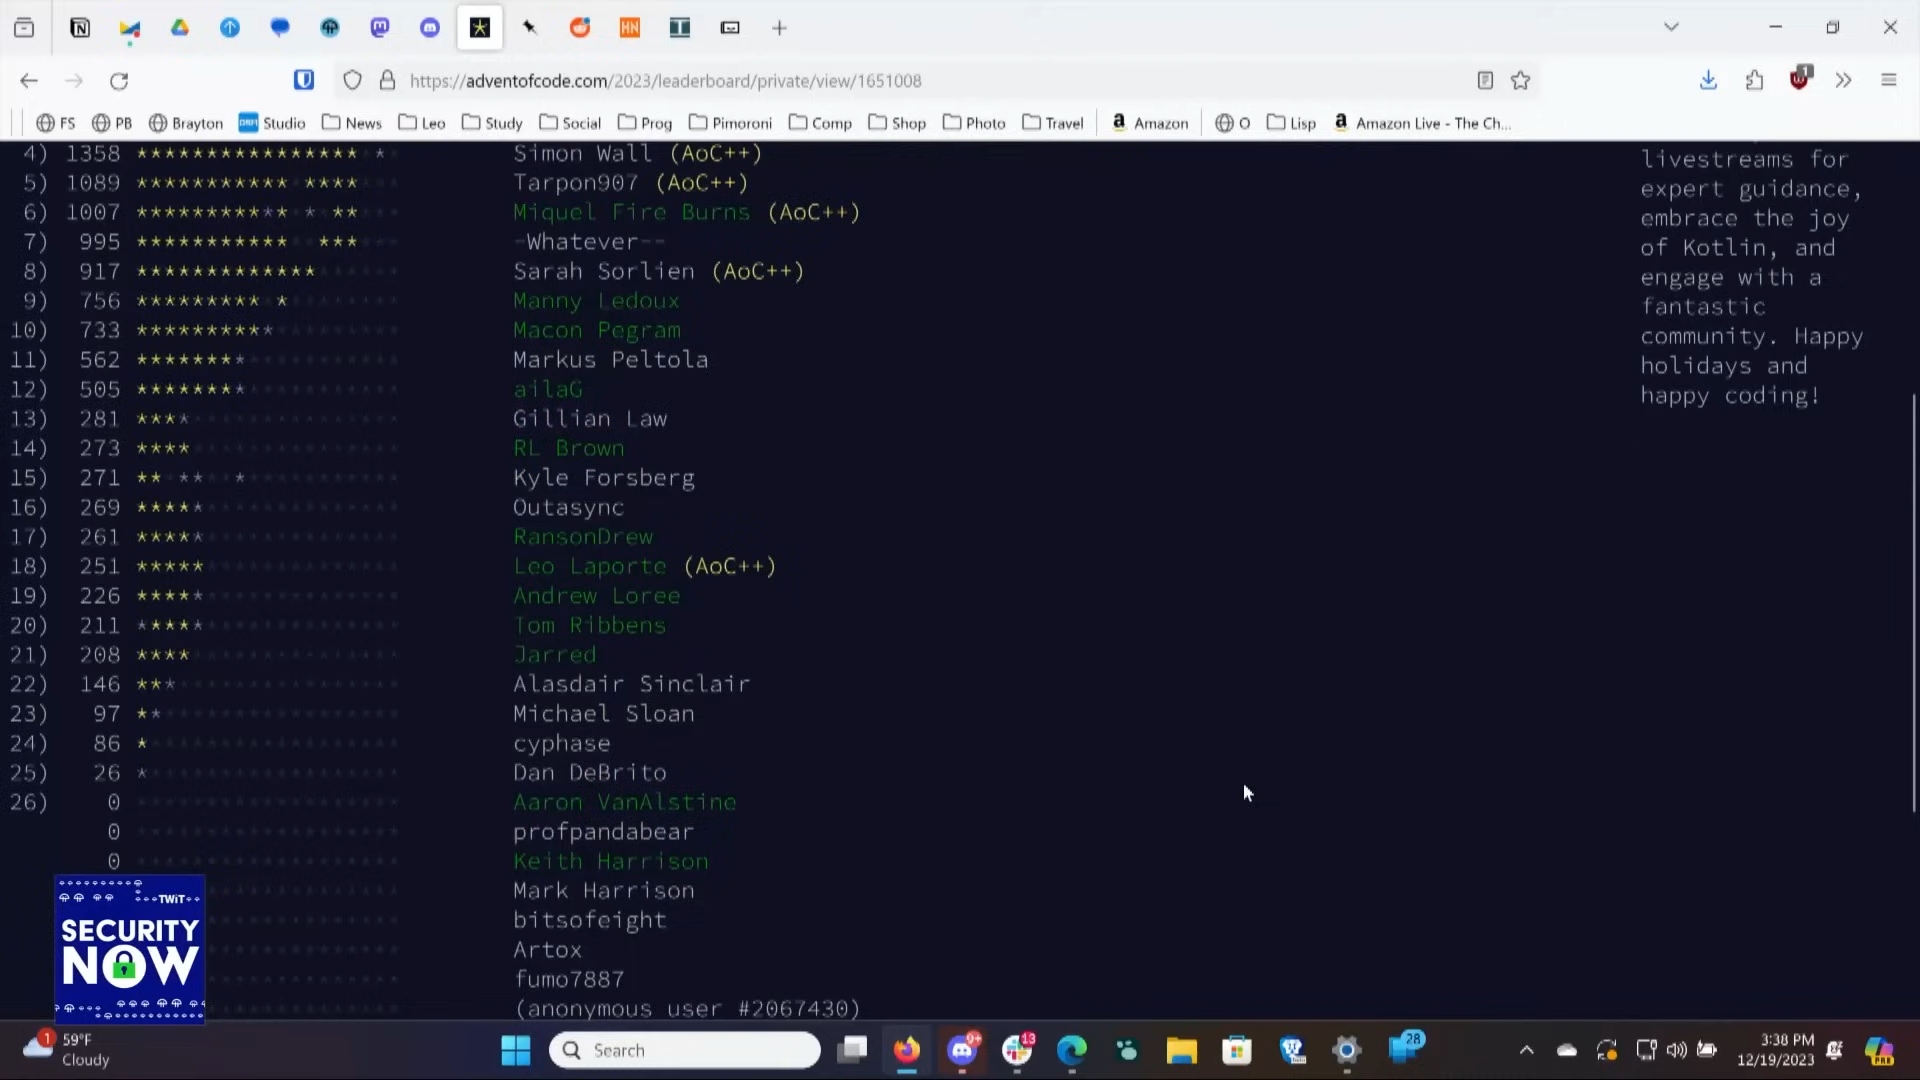 https://adventofcode.com/2023/leaderboard/private/view/1651008
FS PB Brayton Studio News Leo Study Social Prog Pimoroni Comp Shop Photo Travel Amazon O Lisp Amazon Live - The Ch...
4) 1358 **************** * Simon Wall (AoC++)
5) 1089 *********** **** Tarpon907 (AoC++)
6) 1007 *********** * ** Miquel Fire Burns (AoC++)
7) 995 *********** *** -Whatever--
8) 917 ************* Sarah Sorlien (AoC++)
9) 756 ********* * Manny Ledoux
10) 733 ********** Macon Pegram
11) 562 ******** Markus Peltola
12) 505 ******** ailaG
13) 281 **** Gillian Law
14) 273 **** RL Brown
15) 271 ** ** * Kyle Forsberg
16) 269 ***** Outasync
17) 261 ***** RansonDrew
18) 251 ***** Leo Laporte (AoC++)
19) 226 ***** Andrew Loree
20) 211 ***** Tom Ribbens
21) 208 **** Jarred
22) 146 *** Alasdair Sinclair
23) 97 ** Michael Sloan
24) 86 * cyphase
25) 26 * Dan DeBrito
26) 0 Aaron VanAlstine
0 profpandabear
0 Keith Harrison
Mark Harrison
bitsofeight
Artox
fumo7887
(anonymous user #2067430)
livestreams for
expert guidance,
embrace the joy
of Kotlin, and
engage with a
fantastic
community. Happy
holidays and
happy coding!
TWiT
SECURITY
NOW
1
59°F
Cloudy
Search
9+
13
28
3:38 PM
12/19/2023